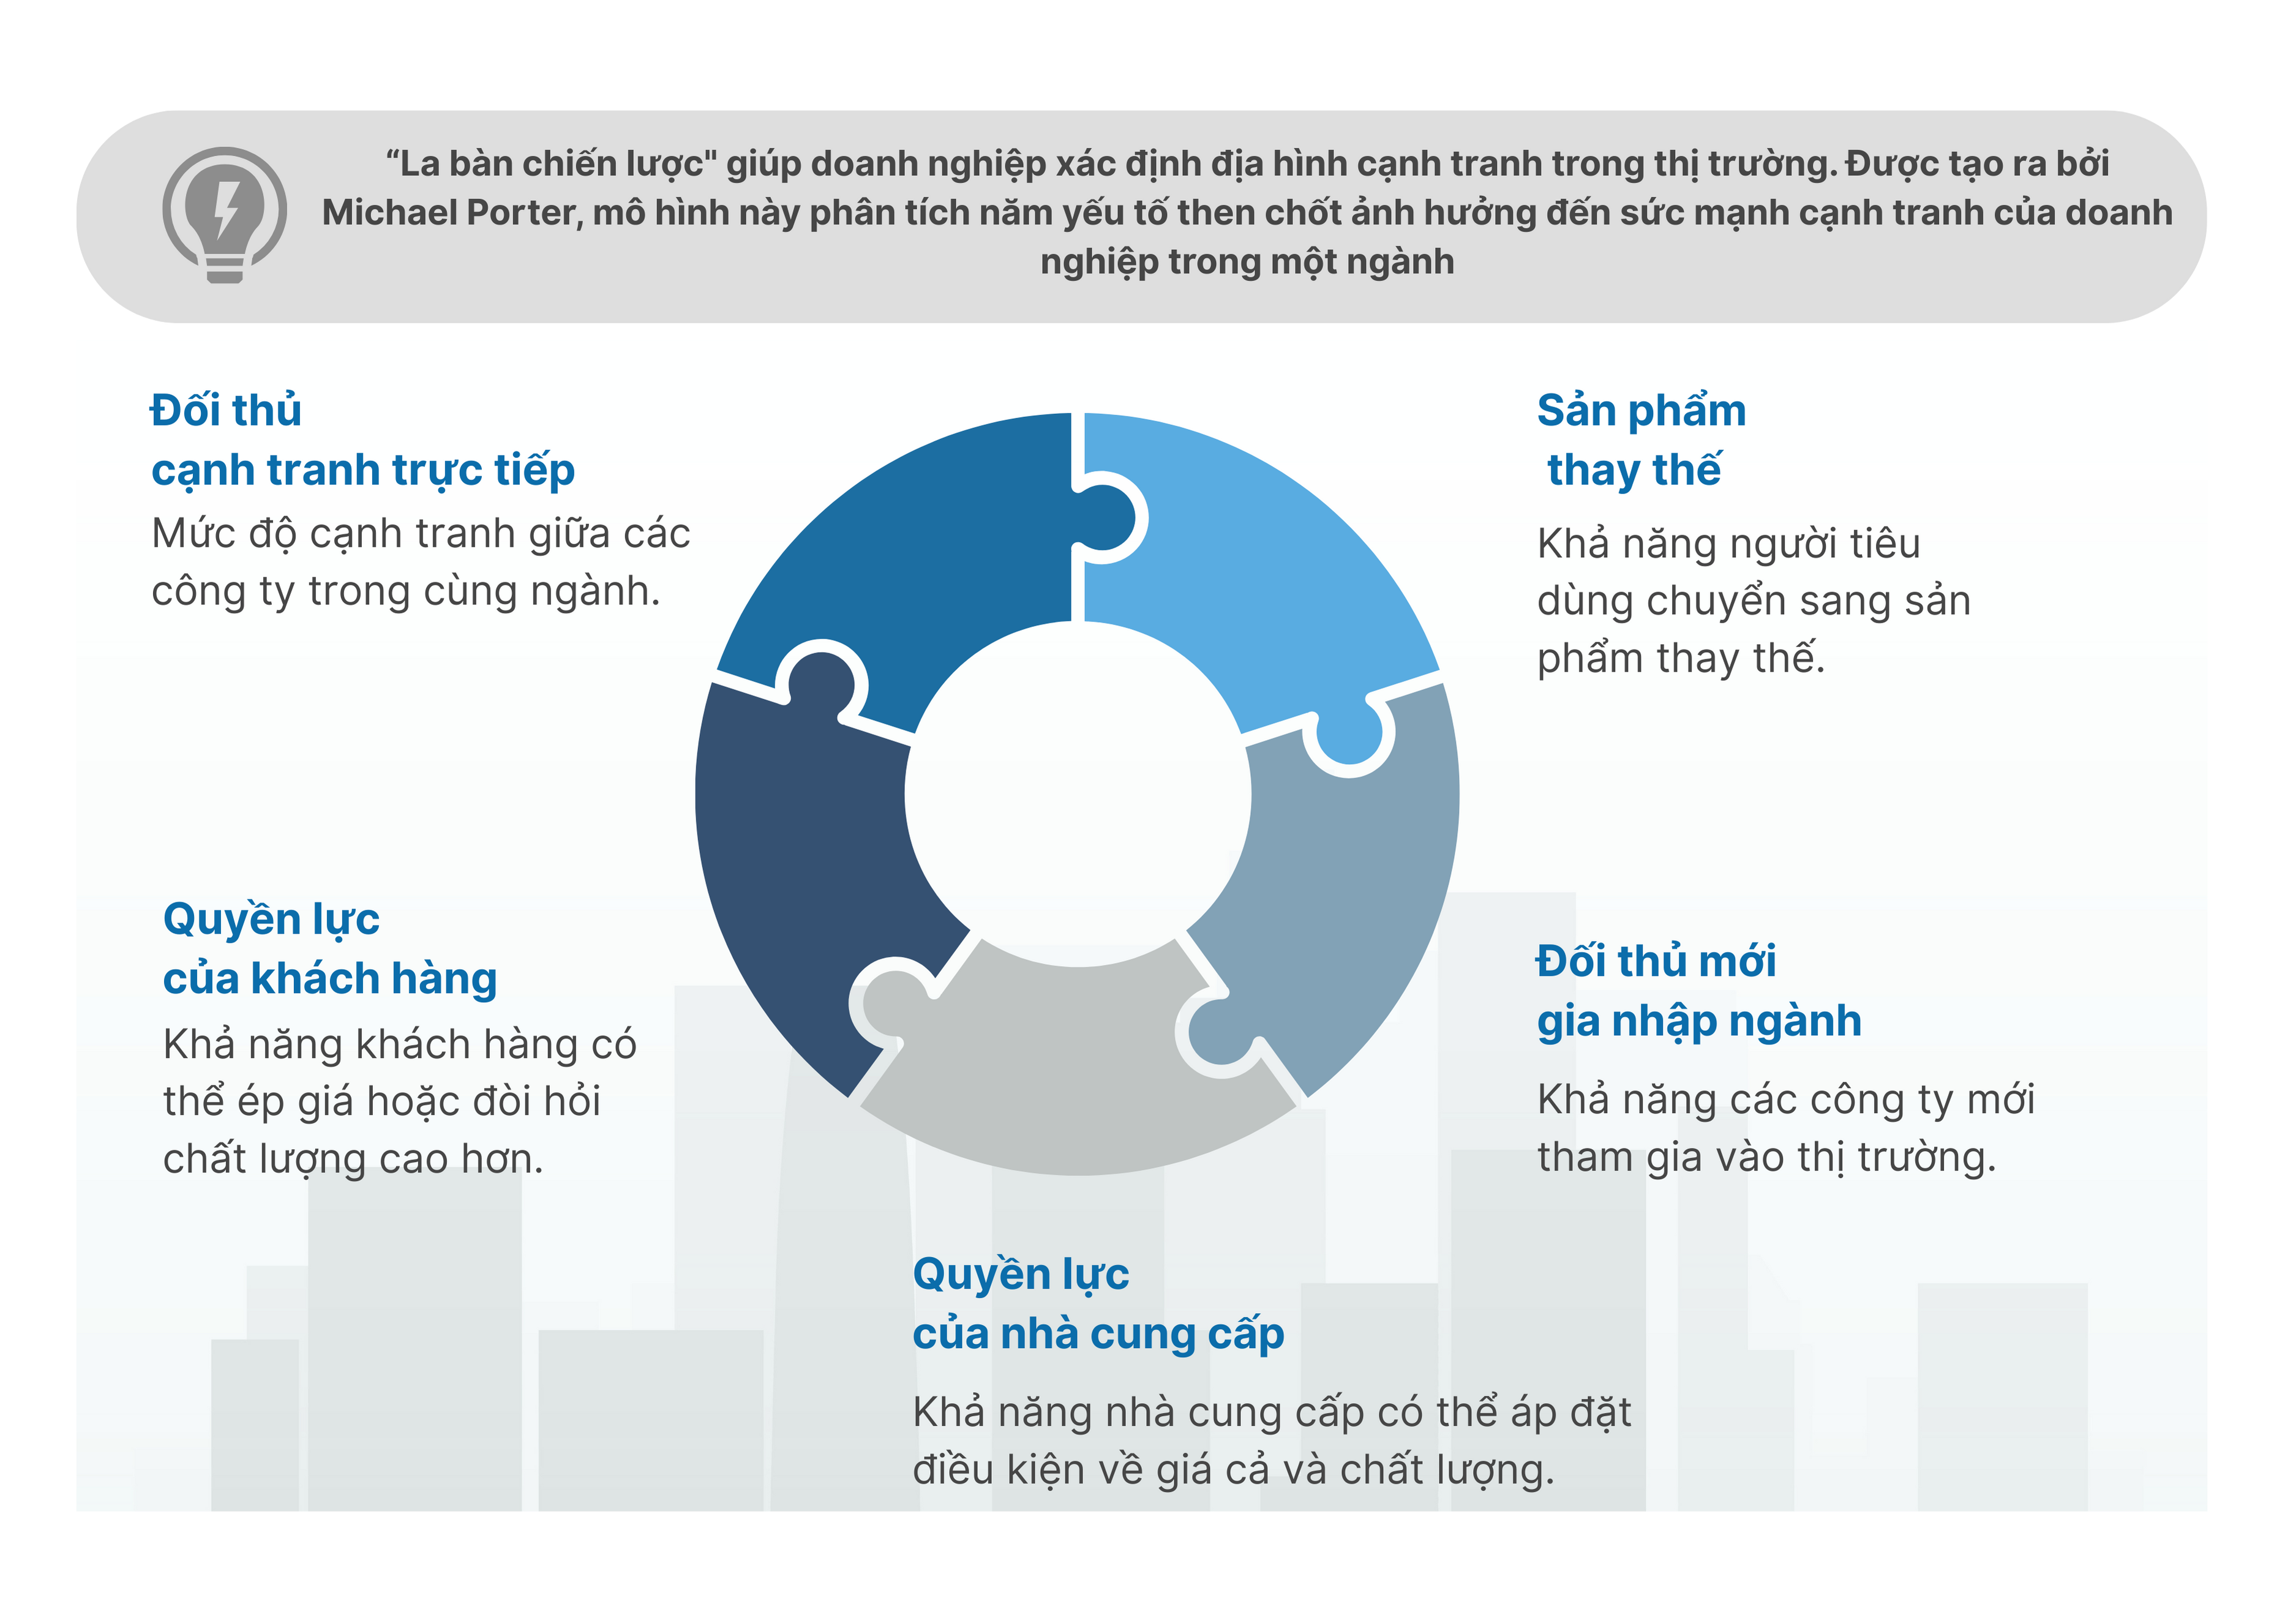 “La bàn chiến lược" giúp doanh nghiệp xác định địa hình cạnh tranh trong thị trường. Được tạo ra bởi
Michael Porter, mô hình này phân tích năm yếu tố then chốt ảnh hưởng đến sức mạnh cạnh tranh của doanh
nghiệp trong một ngành
Đối thủ
cạnh tranh trực tiếp
Mức độ cạnh tranh giữa các
công ty trong cùng ngành.
Sản phẩm
thay thế
Khả năng người tiêu
dùng chuyển sang sản
phẩm thay thế.
Quyền lực
của khách hàng
Khả năng khách hàng có
thể ép giá hoặc đòi hỏi
chất lượng cao hơn.
Đối thủ mới
gia nhập ngành
Khả năng các công ty mới
tham gia vào thị trường.
Quyền lực
của nhà cung cấp
Khả năng nhà cung cấp có thể áp đặt
điều kiện về giá cả và chất lượng.